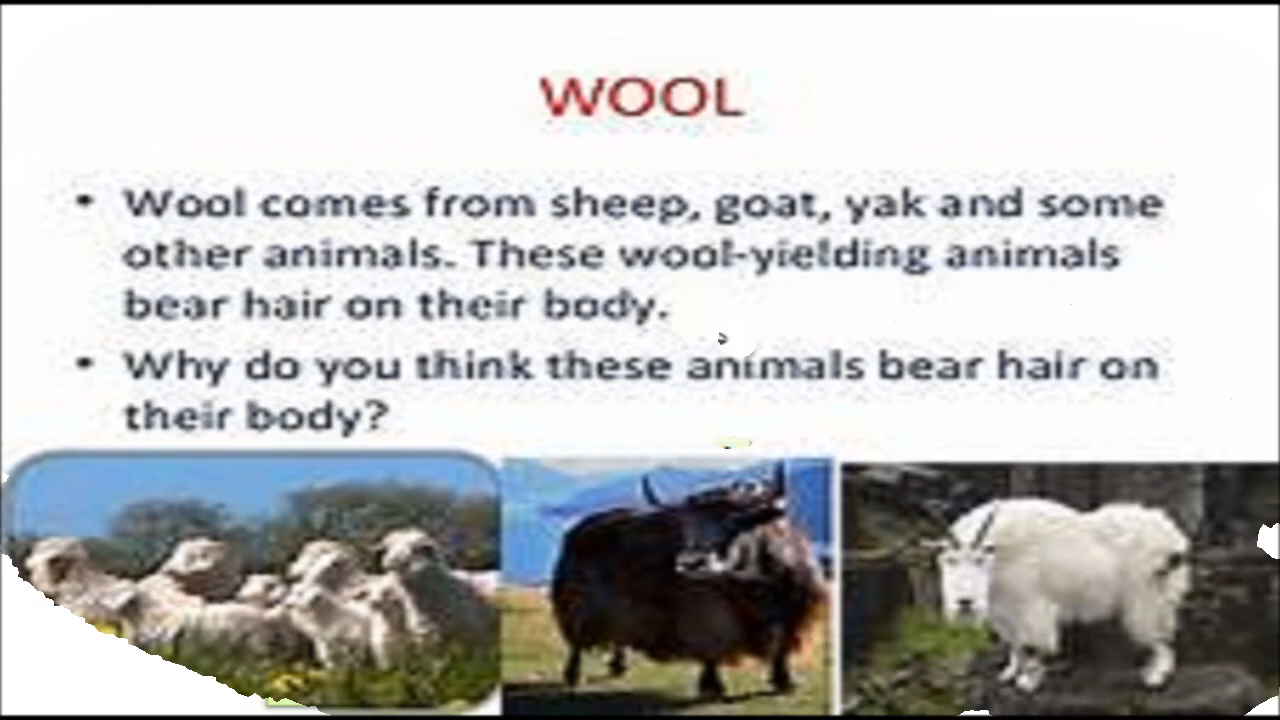 WOOL
• Wool comes from sheep, goat, yak and some
other animals. These wool-yielding animals
bear hair on their body.
• Why do you think these animals bear hair on
their body?